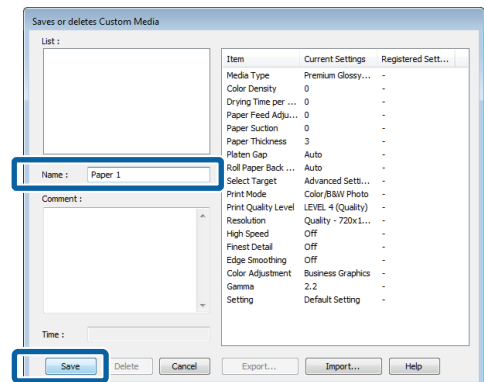 Saves or deletes Custom Media
List :
Item Current Settings Registered Sett...
Media Type Premium Glossy... -
Color Density 0 -
Drying Time per ... 0 -
Paper Feed Adju... 0 -
Paper Suction 0 -
Paper Thickness 3 -
Platen Gap Auto -
Roll Paper Back ... Auto -
Select Target Advanced Setti... -
Print Mode Color/B&W Photo -
Print Quality Level LEVEL 4 (Quality) -
Resolution Quality - 720x1... -
High Speed Off -
Finest Detail Off -
Edge Smoothing Off -
Color Adjustment Business Graphics -
Gamma 2.2 -
Setting Default Setting -
Name : Paper 1
Comment :
Time :
Save Delete Cancel Export... Import... Help